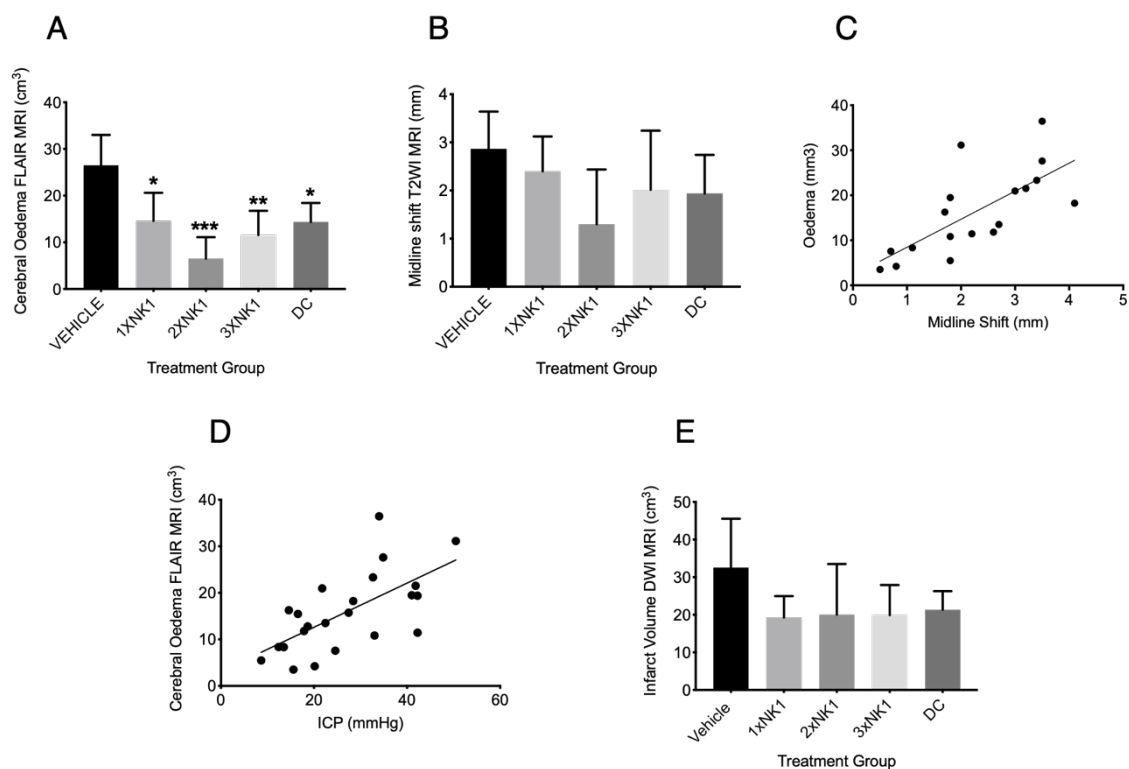 A
Cerebral Oedema FLAIR MRI (cm³)
40
30
20
10
0
*
***
**
*
VEHICLE
1XNK1
2XNK1
3XNK1
DC
Treatment Group
B
Midline shift T2WI MRI (mm)
4
3
2
1
0
VEHICLE
1XNK1
2XNK1
3XNK1
DC
Treatment Group
C
Oedema (mm3)
40
30
20
10
0
0
1
2
3
4
5
Midline Shift (mm)
D
Cerebral Oedema FLAIR MRI (cm³)
40
30
20
10
0
0
20
40
60
ICP (mmHg)
E
Infarct Volume DWI MRI (cm³)
50
40
30
20
10
0
Vehicle
1xNK1
2xNK1
3xNK1
DC
Treatment Group